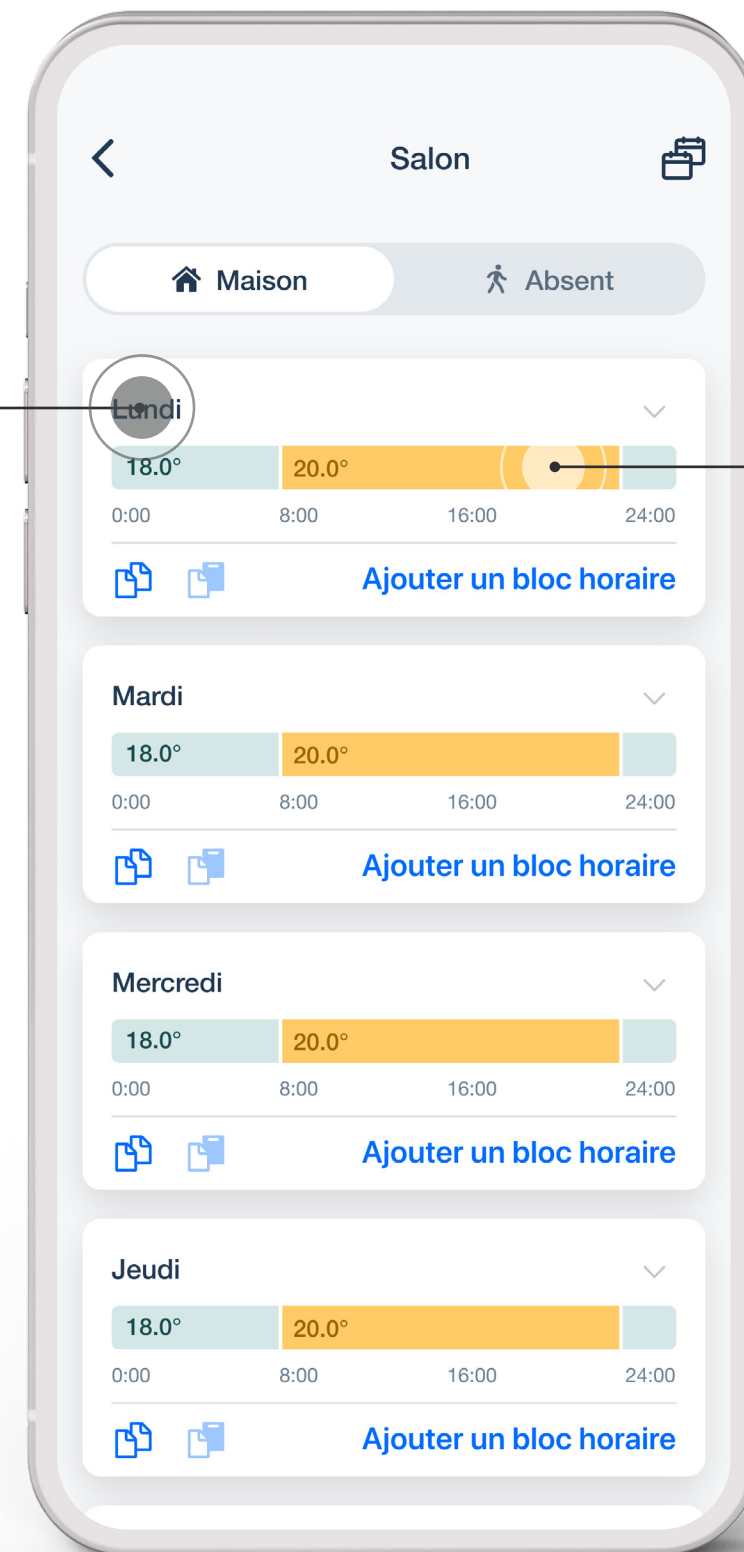 Salon
Maison Absent
Lundi
18.0° 20.0°
0:00 8:00 16:00 24:00
Ajouter un bloc horaire
Mardi
18.0° 20.0°
0:00 8:00 16:00 24:00
Ajouter un bloc horaire
Mercredi
18.0° 20.0°
0:00 8:00 16:00 24:00
Ajouter un bloc horaire
Jeudi
18.0° 20.0°
0:00 8:00 16:00 24:00
Ajouter un bloc horaire